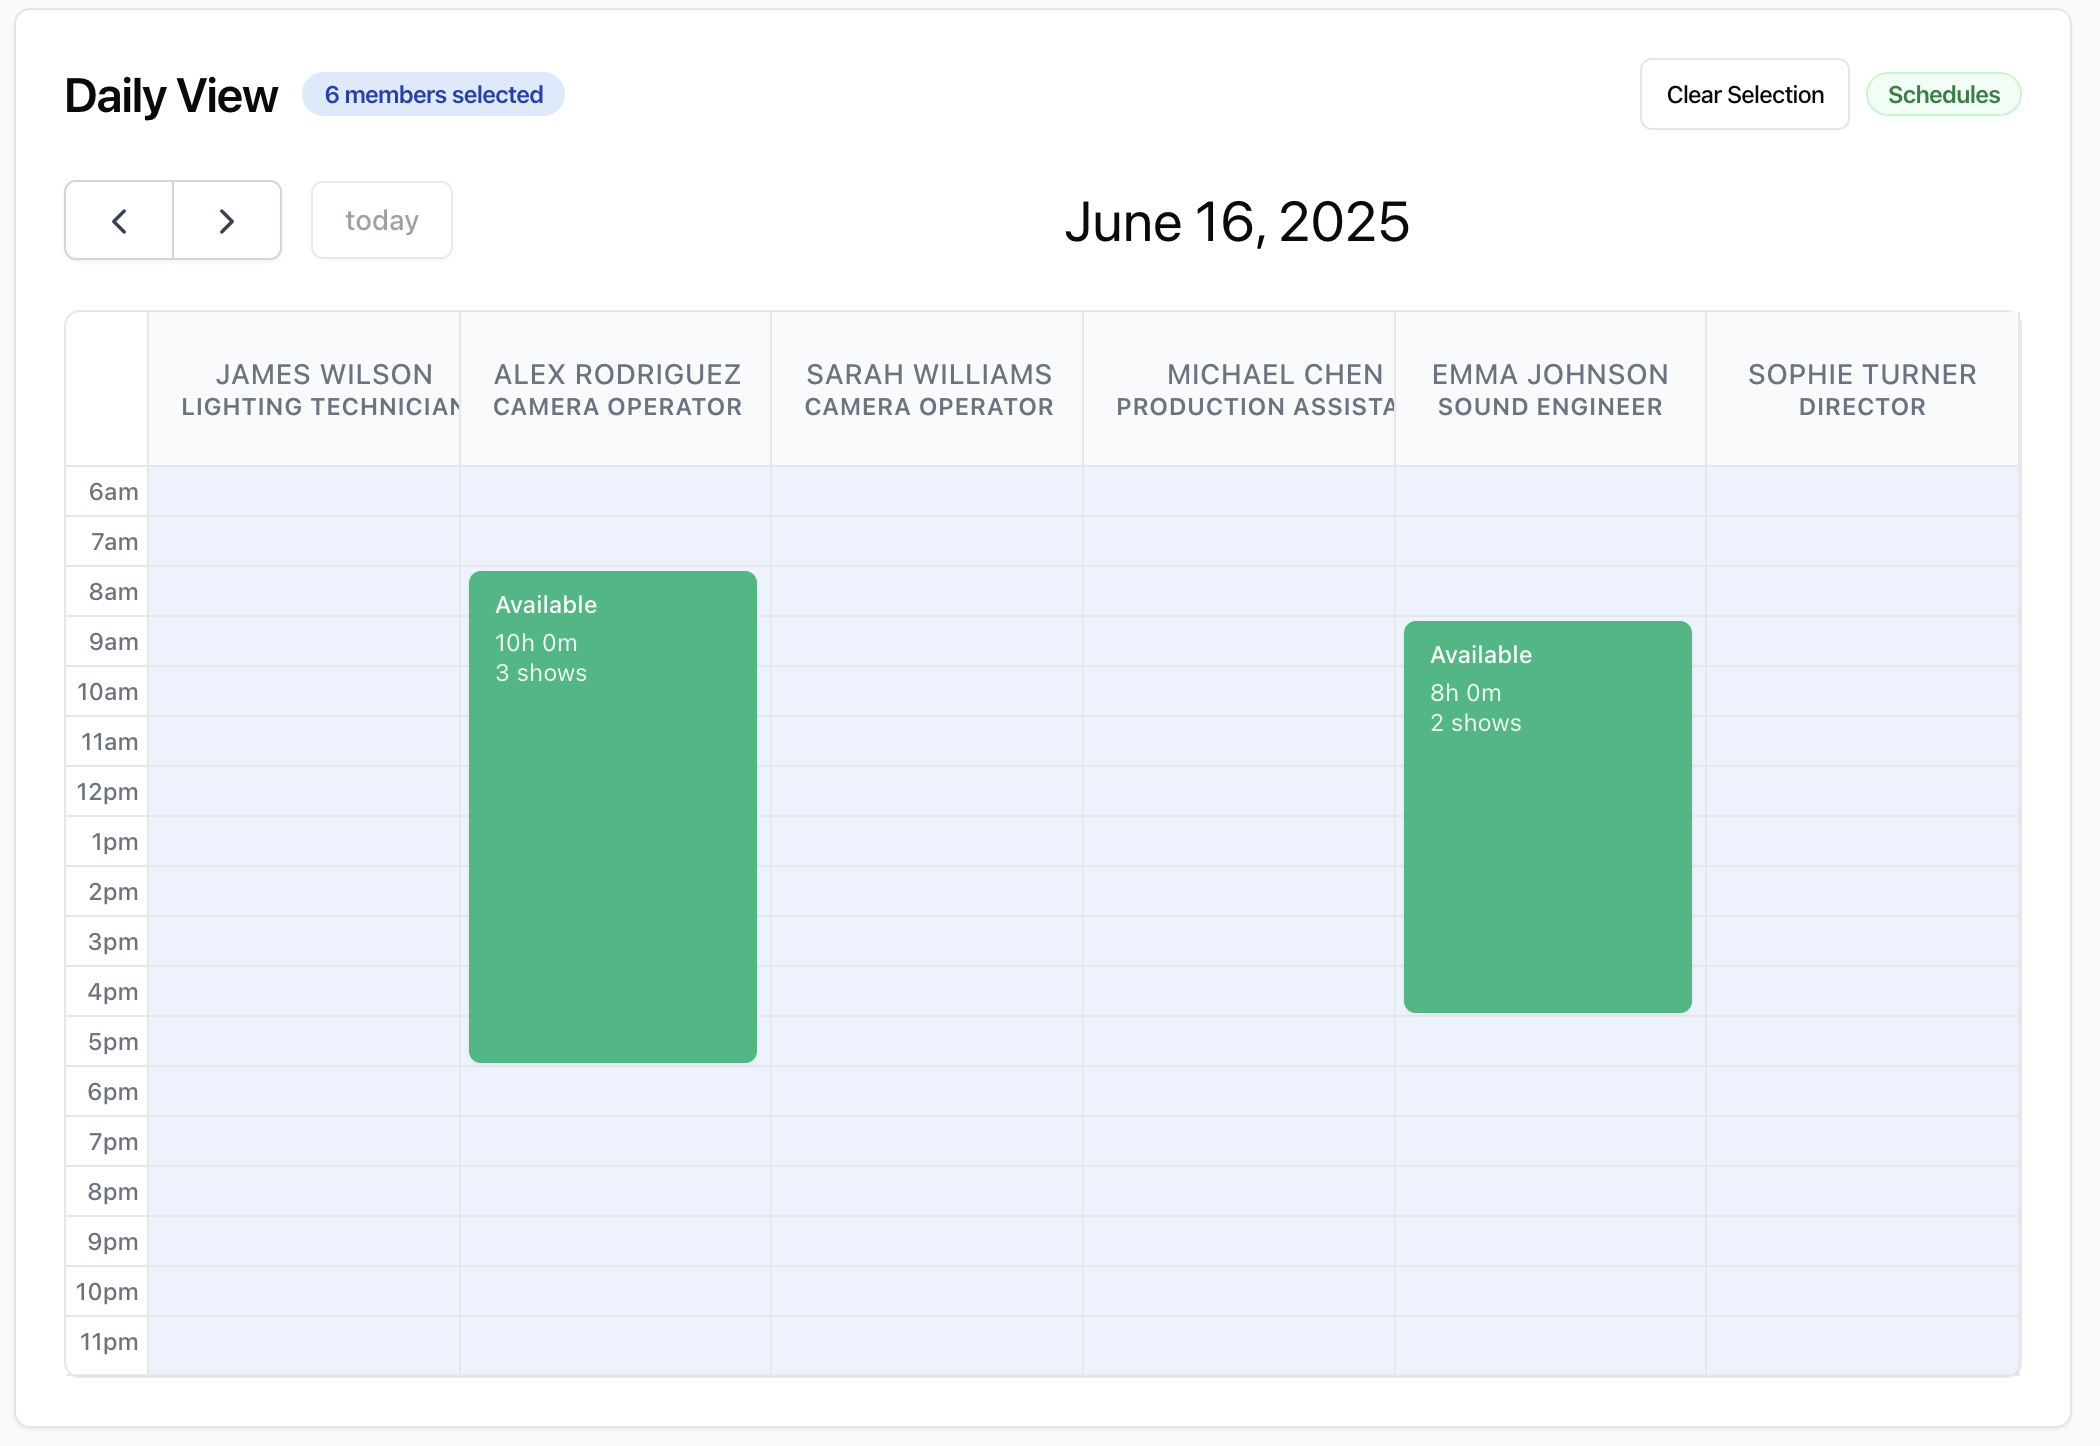 Daily View
6 members selected
Clear Selection
Schedules
today
June 16, 2025
JAMES WILSON
LIGHTING TECHNICIAN
ALEX RODRIGUEZ
CAMERA OPERATOR
SARAH WILLIAMS
CAMERA OPERATOR
MICHAEL CHEN
PRODUCTION ASSISTA
EMMA JOHNSON
SOUND ENGINEER
SOPHIE TURNER
DIRECTOR
6am
7am
8am
9am
10am
11am
12pm
1pm
2pm
3pm
4pm
5pm
6pm
7pm
8pm
9pm
10pm
11pm
Available
10h 0m
3 shows
Available
8h 0m
2 shows